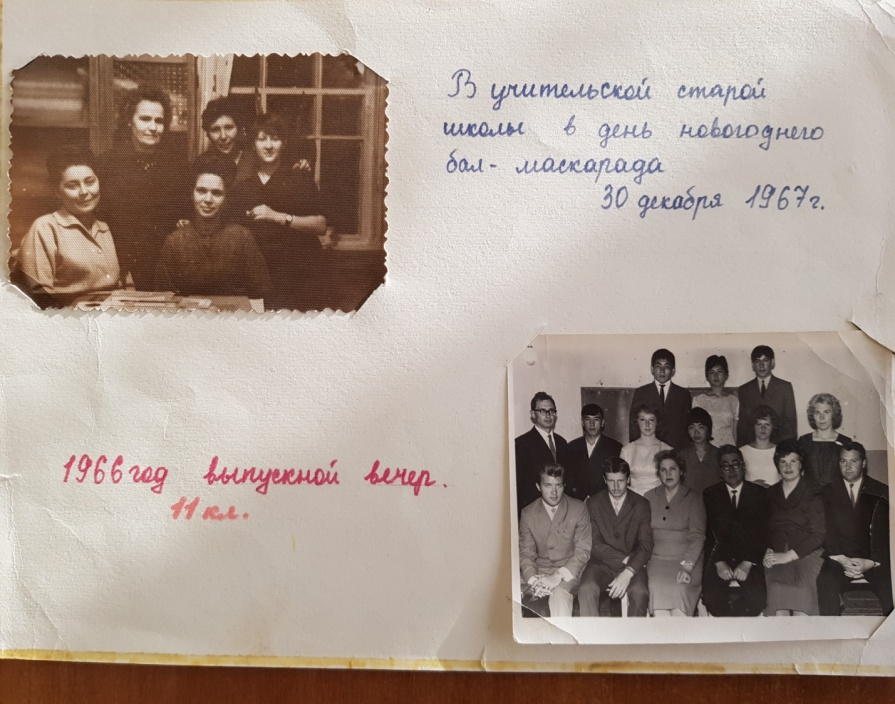 В учительской старой
школы в день новогоднего
бал- маскарада
30 декабря 1967г.
1966 год выпускной вечер.
11 кл.